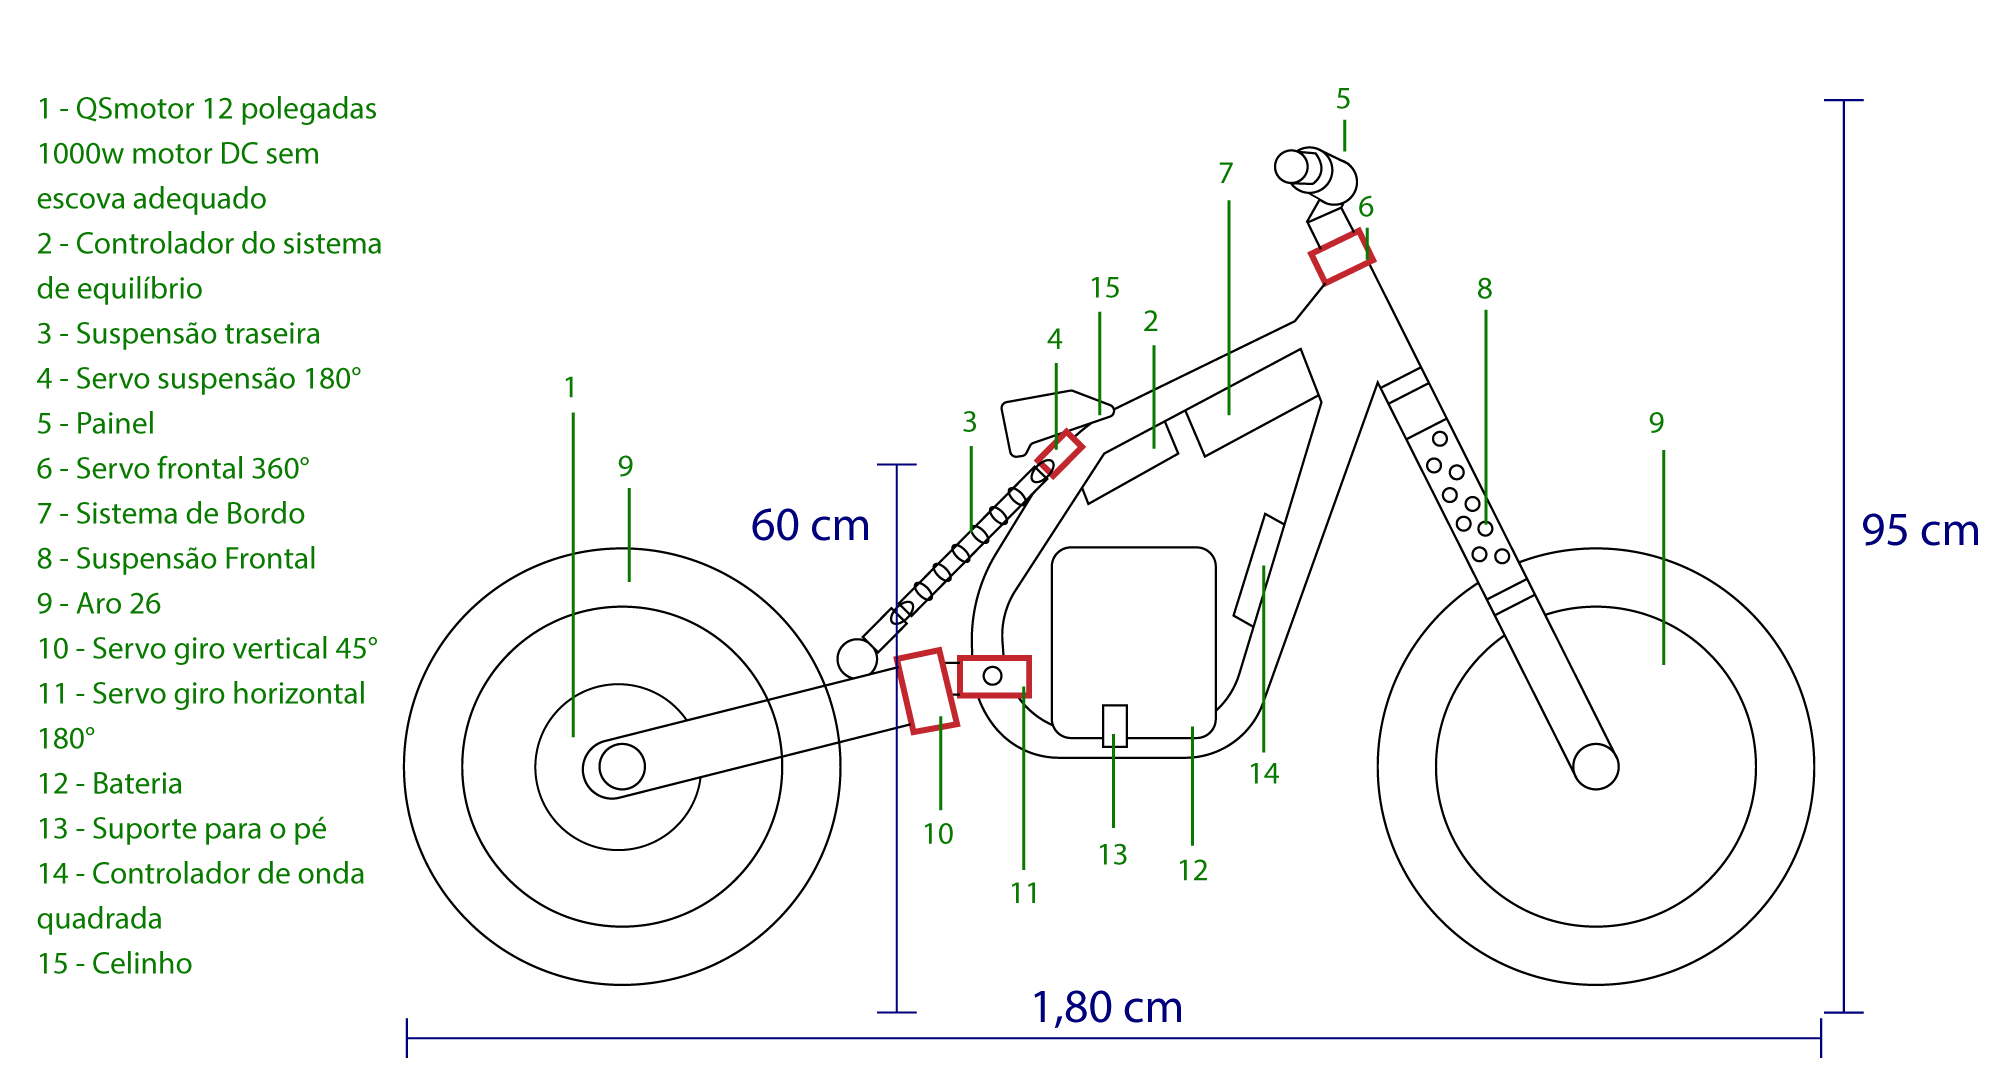 1 - QSmotor 12 polegadas
1000w motor DC sem
escova adequado
2 - Controlador do sistema
de equilíbrio
3 - Suspensão traseira
4 - Servo suspensão 180°
5 - Painel
6 - Servo frontal 360°
7 - Sistema de Bordo
8 - Suspensão Frontal
9 - Aro 26
10 - Servo giro vertical 45°
11 - Servo giro horizontal
180°
12 - Bateria
13 - Suporte para o pé
14 - Controlador de onda
quadrada
15 - Celinho
5
7
6
15
8
2
4
1
3
9
9
60 cm
95 cm
14
10
13
12
11
1,80 cm